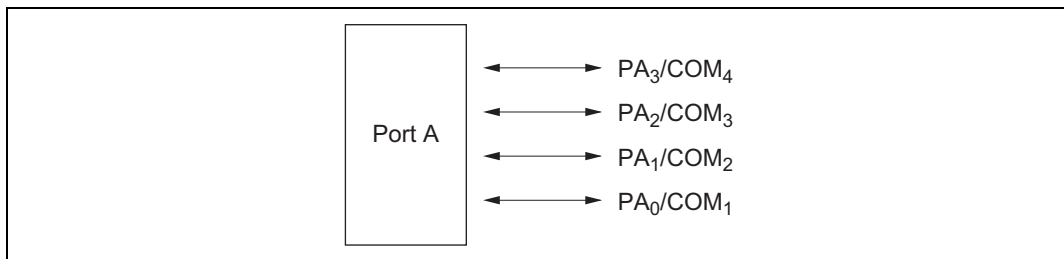 Port A
PA₃/COM₄
PA₂/COM₃
PA₁/COM₂
PA₀/COM₁